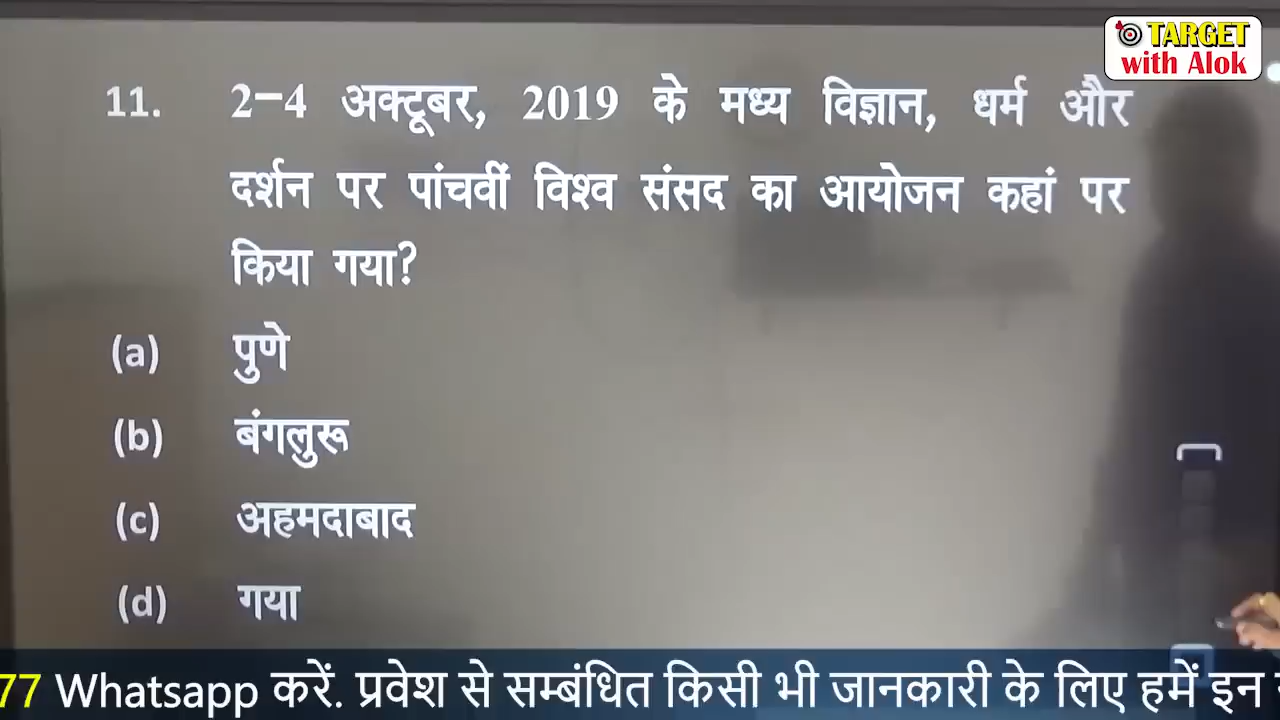 TARGET
with Alok
11. 2-4 अक्टूबर, 2019 के मध्य विज्ञान, धर्म और
दर्शन पर पांचवीं विश्व संसद का आयोजन कहां पर
किया गया?
(a) पुणे
(b) बंगलुरू
(c) अहमदाबाद
(d) गया
77 Whatsapp करें. प्रवेश से सम्बंधित किसी भी जानकारी के लिए हमें इन